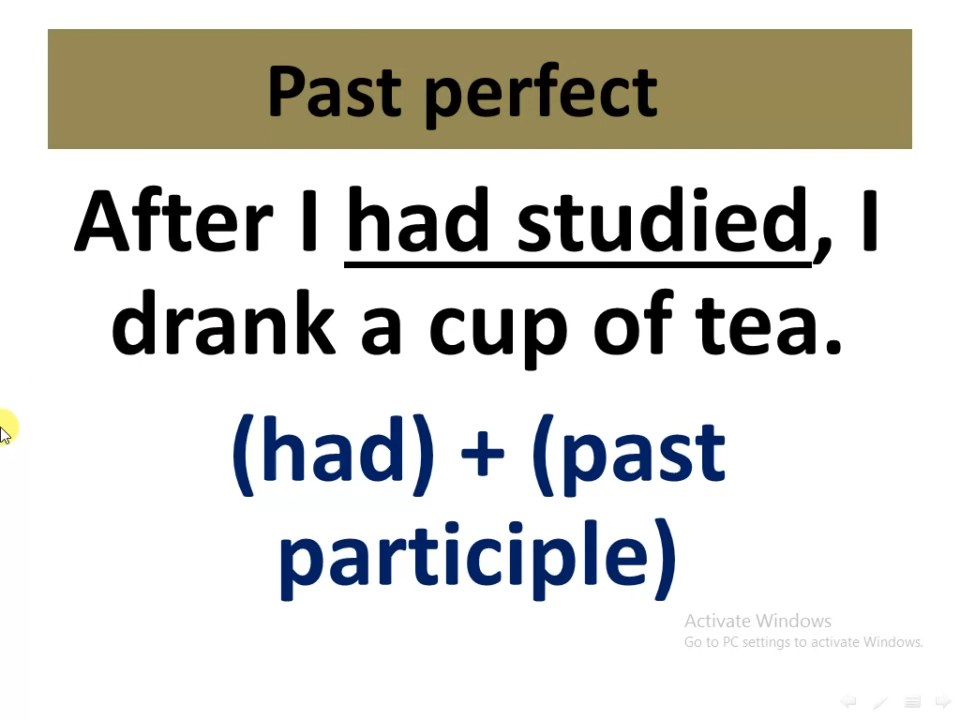 Past perfect
After I had studied, I
drank a cup of tea.
(had) + (past
participle)
Activate Windows
Go to PC settings to activate Windows.